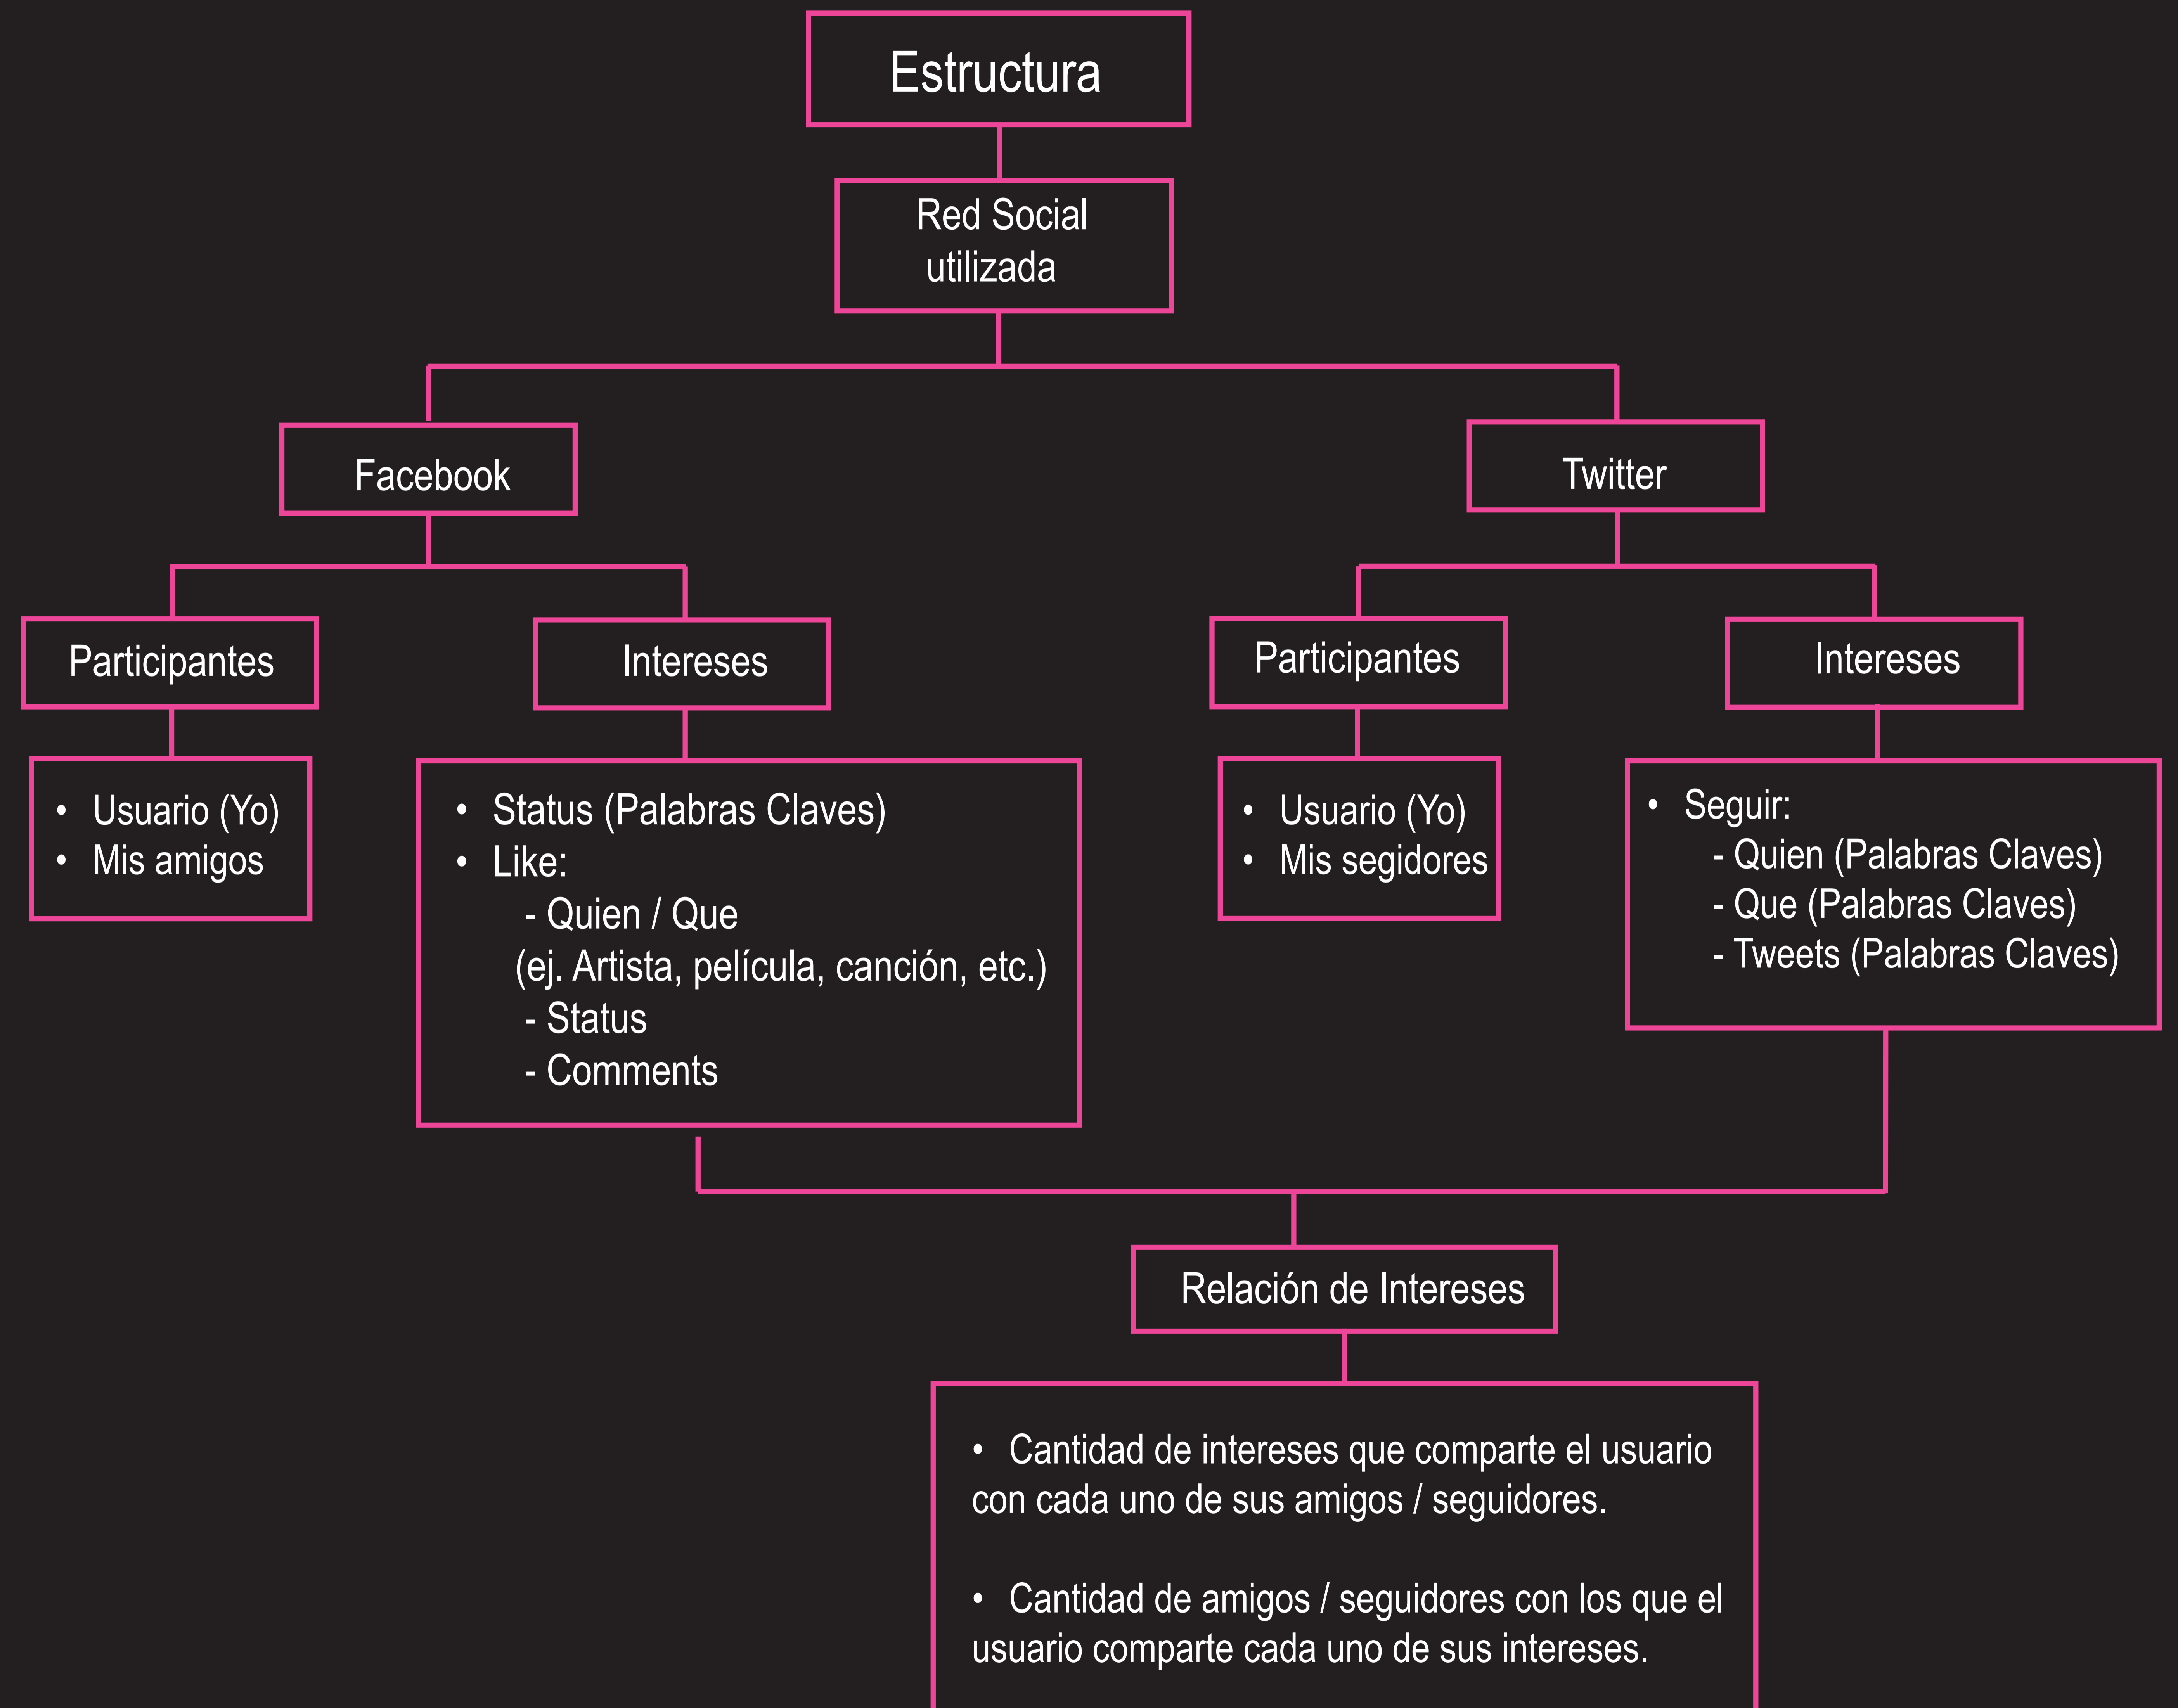 Estructura
Red Social
utilizada
Facebook
Twitter
Participantes
Intereses
Participantes
Intereses
• Usuario (Yo)
• Mis amigos
• Status (Palabras Claves)
• Like:
- Quien / Que
(ej. Artista, película, canción, etc.)
- Status
- Comments
• Usuario (Yo)
• Mis segidores
• Seguir:
- Quien (Palabras Claves)
- Que (Palabras Claves)
- Tweets (Palabras Claves)
Relación de Intereses
• Cantidad de intereses que comparte el usuario
con cada uno de sus amigos / seguidores.
• Cantidad de amigos / seguidores con los que el
usuario comparte cada uno de sus intereses.